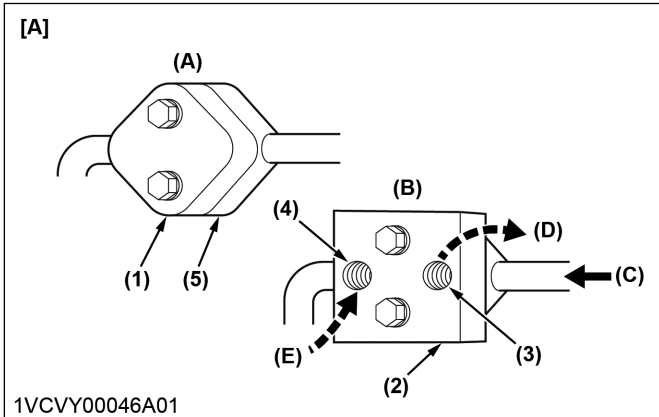 [A]
(A)
(B)
(4)
(D)
(C)
(1)
(5)
(E)
(3)
(2)
1VCVY00046A01